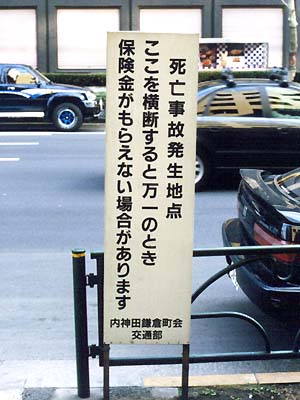 死亡事故発生地点
ここを横断すると万一のとき
保険金がもらえない場合があります
内神田鎌倉町会
交通部